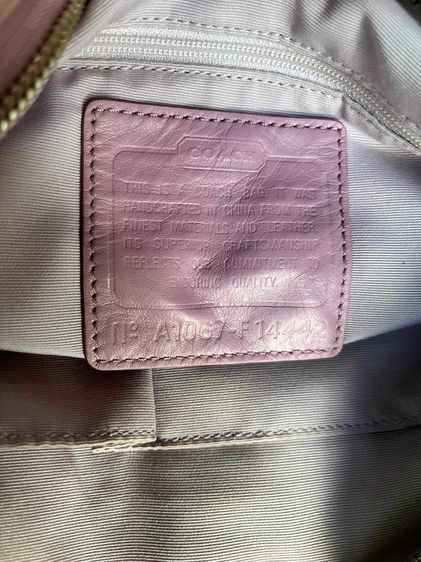 COACH
THIS IS A COACH BAG. IT WAS
HANDCRAFTED IN CHINA FROM THE
FINEST MATERIALS AND LEATHER
ITS SUPERIOR CRAFTSMANSHIP
REFLECTS OUR COMMITMENT TO
QUALITY.
Nº A1067-F14442